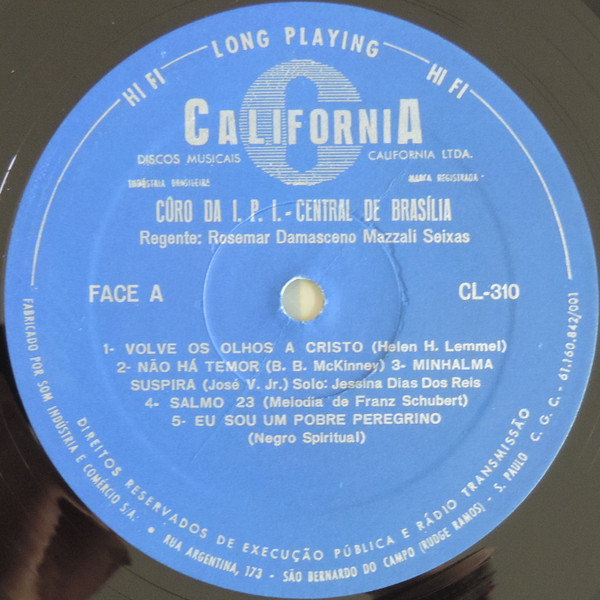 HI FI LONG PLAYING HI FI
CALIFORNIA
DISCOS MUSICAIS CALIFORNIA LTDA.
INDÚSTRIA BRASILEIRA MARCA REGISTRADA
CÔRO DA I. P. I. - CENTRAL DE BRASÍLIA
Regente: Rosemar Damasceno Mazzali Seixas
FACE A CL-310
1- VOLVE OS OLHOS A CRISTO (Helen H. Lemmel)
2- NÃO HÁ TEMOR (B. B. McKinney) 3- MINHALMA
SUSPIRA (José V. Jr.) Solo: Jessina Dias Dos Reis
4- SALMO 23 (Melodia de Franz Schubert)
5- EU SOU UM POBRE PEREGRINO
(Negro Spiritual)
FABRICADO POR SOM INDÚSTRIA E COMÉRCIO S/A. • RUA ARGENTINA, 173 - SÃO BERNARDO DO CAMPO (RUDGE RAMOS) - S. PAULO C. G. C. - 61.160.842/001
DIREITOS RESERVADOS DE EXECUÇÃO PÚBLICA E RÁDIO TRANSMISSÃO